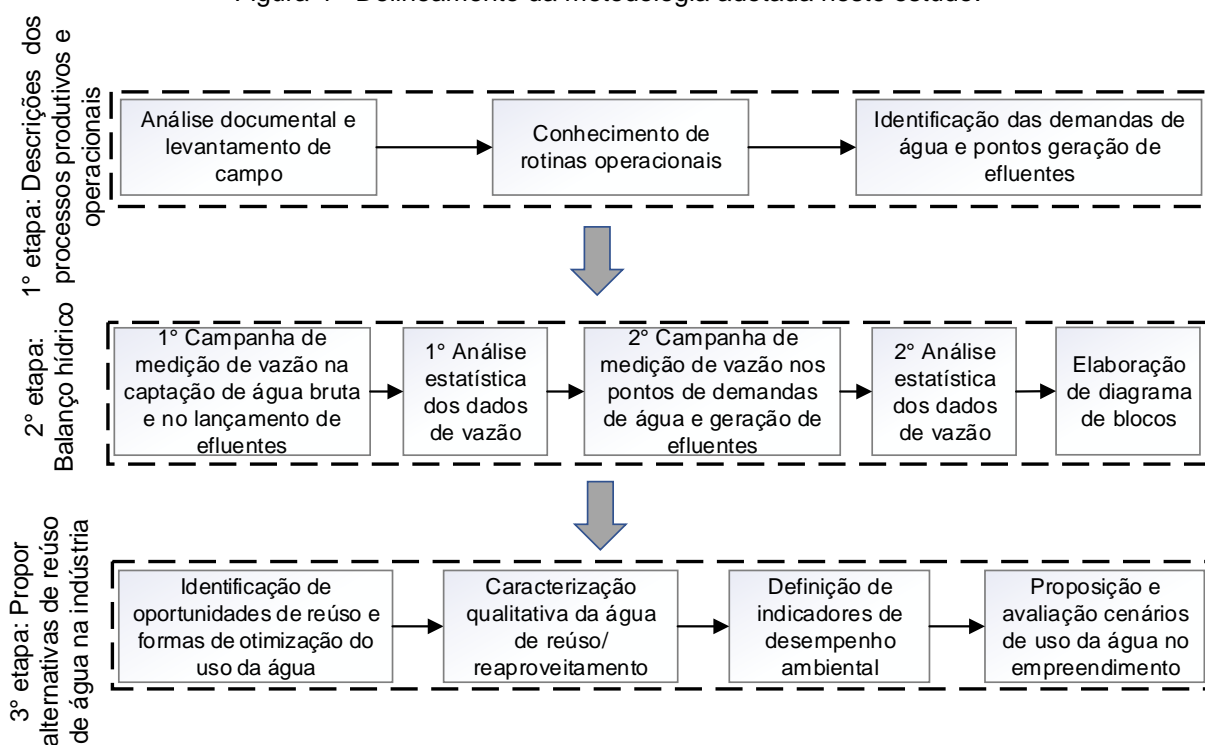 Figura 4 - Delineamento da metodologia adotada neste estudo.
1° etapa: Descrições dos
processos produtivos e
operacionais
Análise documental e
levantamento de
campo
Conhecimento de
rotinas operacionais
Identificação das demandas de
água e pontos geração de
efluentes
2° etapa:
Balanço hídrico
1° Campanha de
medição de vazão na
captação de água bruta
e no lançamento de
efluentes
1° Análise
estatística
dos dados
de vazão
2° Campanha de
medição de vazão nos
pontos de demandas
de água e geração de
efluentes
2° Análise
estatística
dos dados
de vazão
Elaboração
de diagrama
de blocos
3° etapa: Propor
alternativas de reúso
de água na indústria
Identificação de
oportunidades de reúso e
formas de otimização do
uso da água
Caracterização
qualitativa da água
de reúso/
reaproveitamento
Definição de
indicadores de
desempenho
ambiental
Proposição e
avaliação cenários
de uso da água no
empreendimento